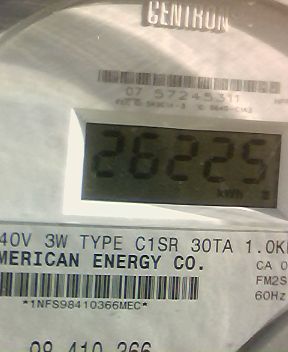 CENTRON
07 57245311
26225
kWh
40V 3W TYPE C1SR 30TA 1.0K
MERICAN ENERGY CO.
CA 0
FM2S
60Hz
*1NFS98410366MEC*
98 410 366